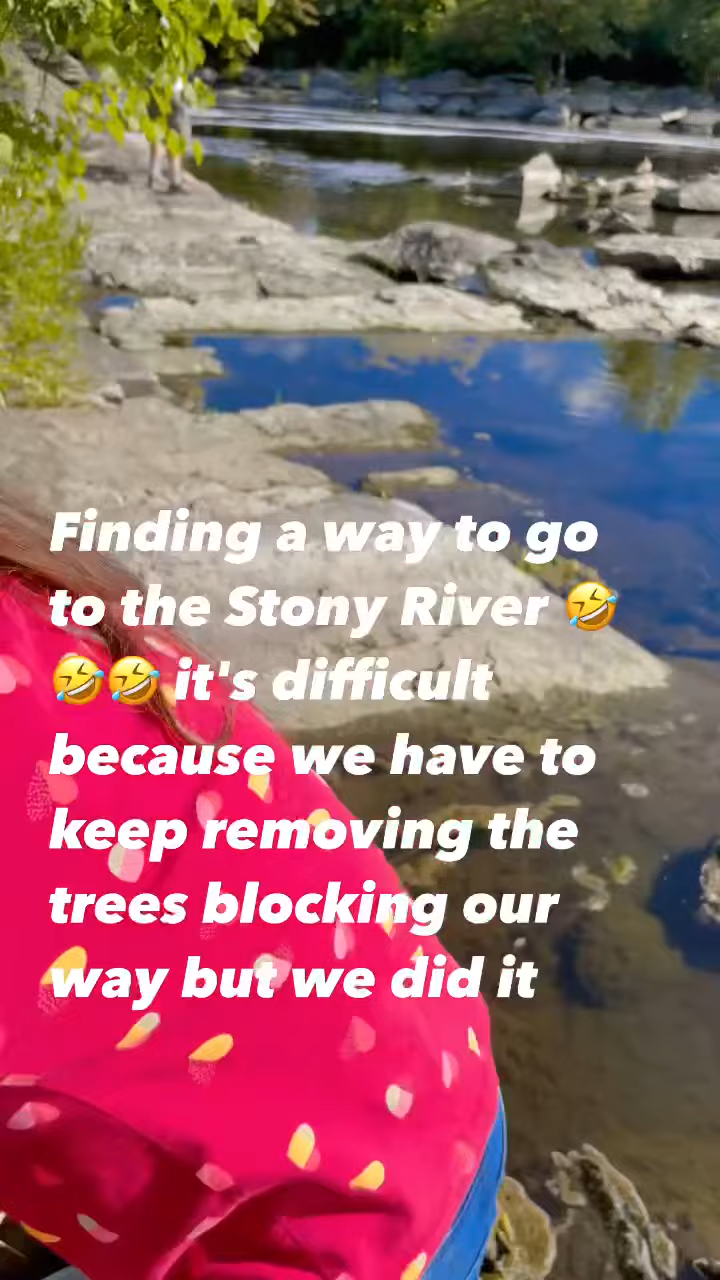 Finding a way to go
to the Stony River 🤣
🤣🤣 it's difficult
because we have to
keep removing the
trees blocking our
way but we did it